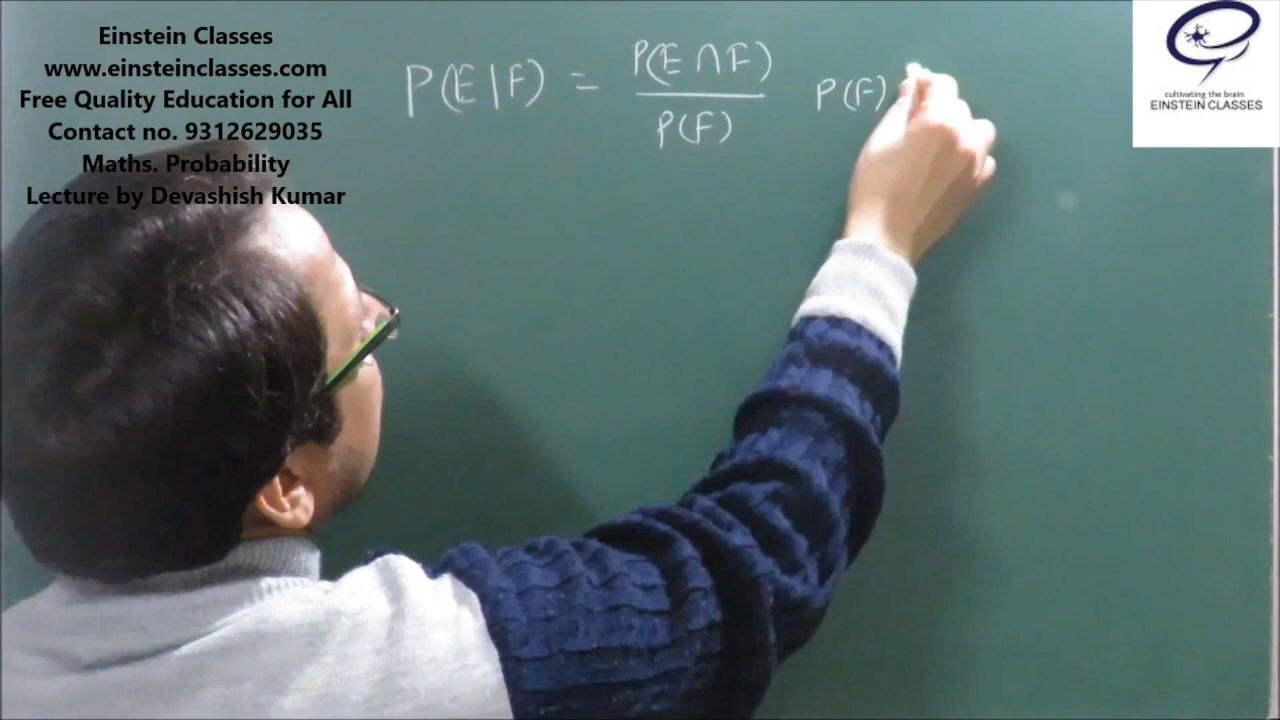 Einstein Classes
www.einsteinclasses.com
Free Quality Education for All
Contact no. 9312629035
Maths. Probability
Lecture by Devashish Kumar
P(E|F) = P(E ∩ F)
P(F)
P(F)
cultivating the brain
EINSTEIN CLASSES